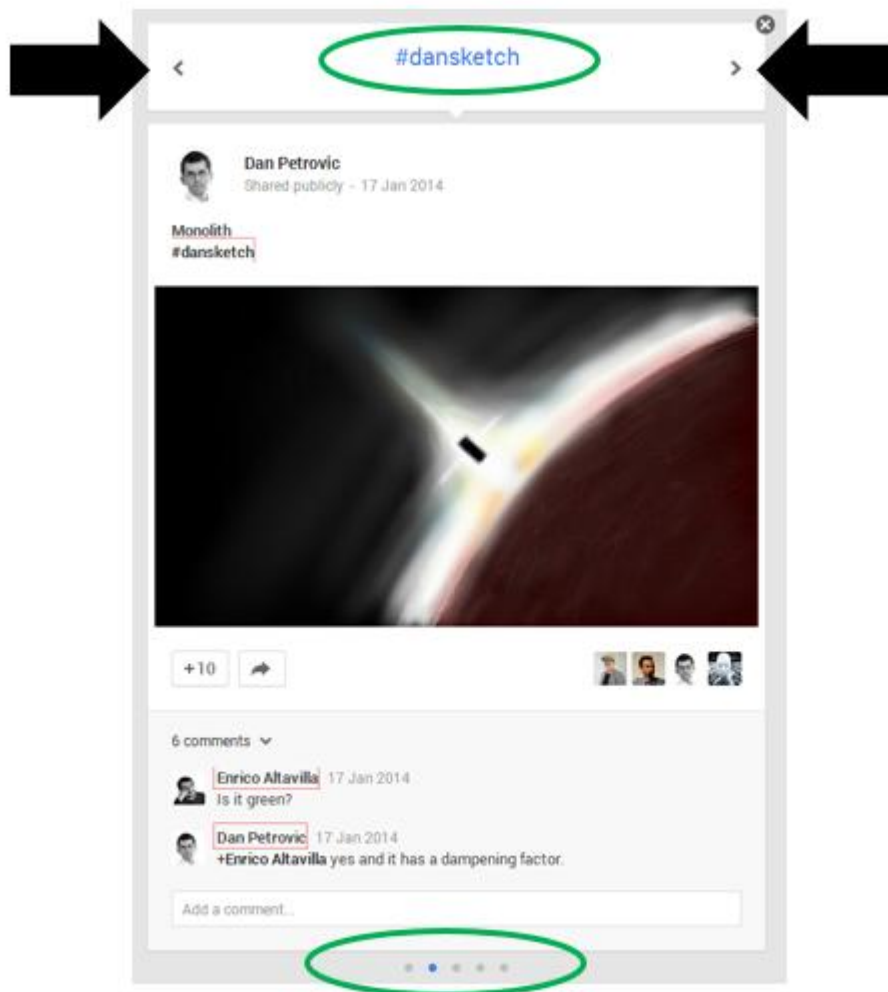 #dansketch
Dan Petrovic
Shared publicly - 17 Jan 2014
Monolith
#dansketch
+10
6 comments
Enrico Altavilla 17 Jan 2014
Is it green?
Dan Petrovic 17 Jan 2014
+Enrico Altavilla yes and it has a dampening factor.
Add a comment...